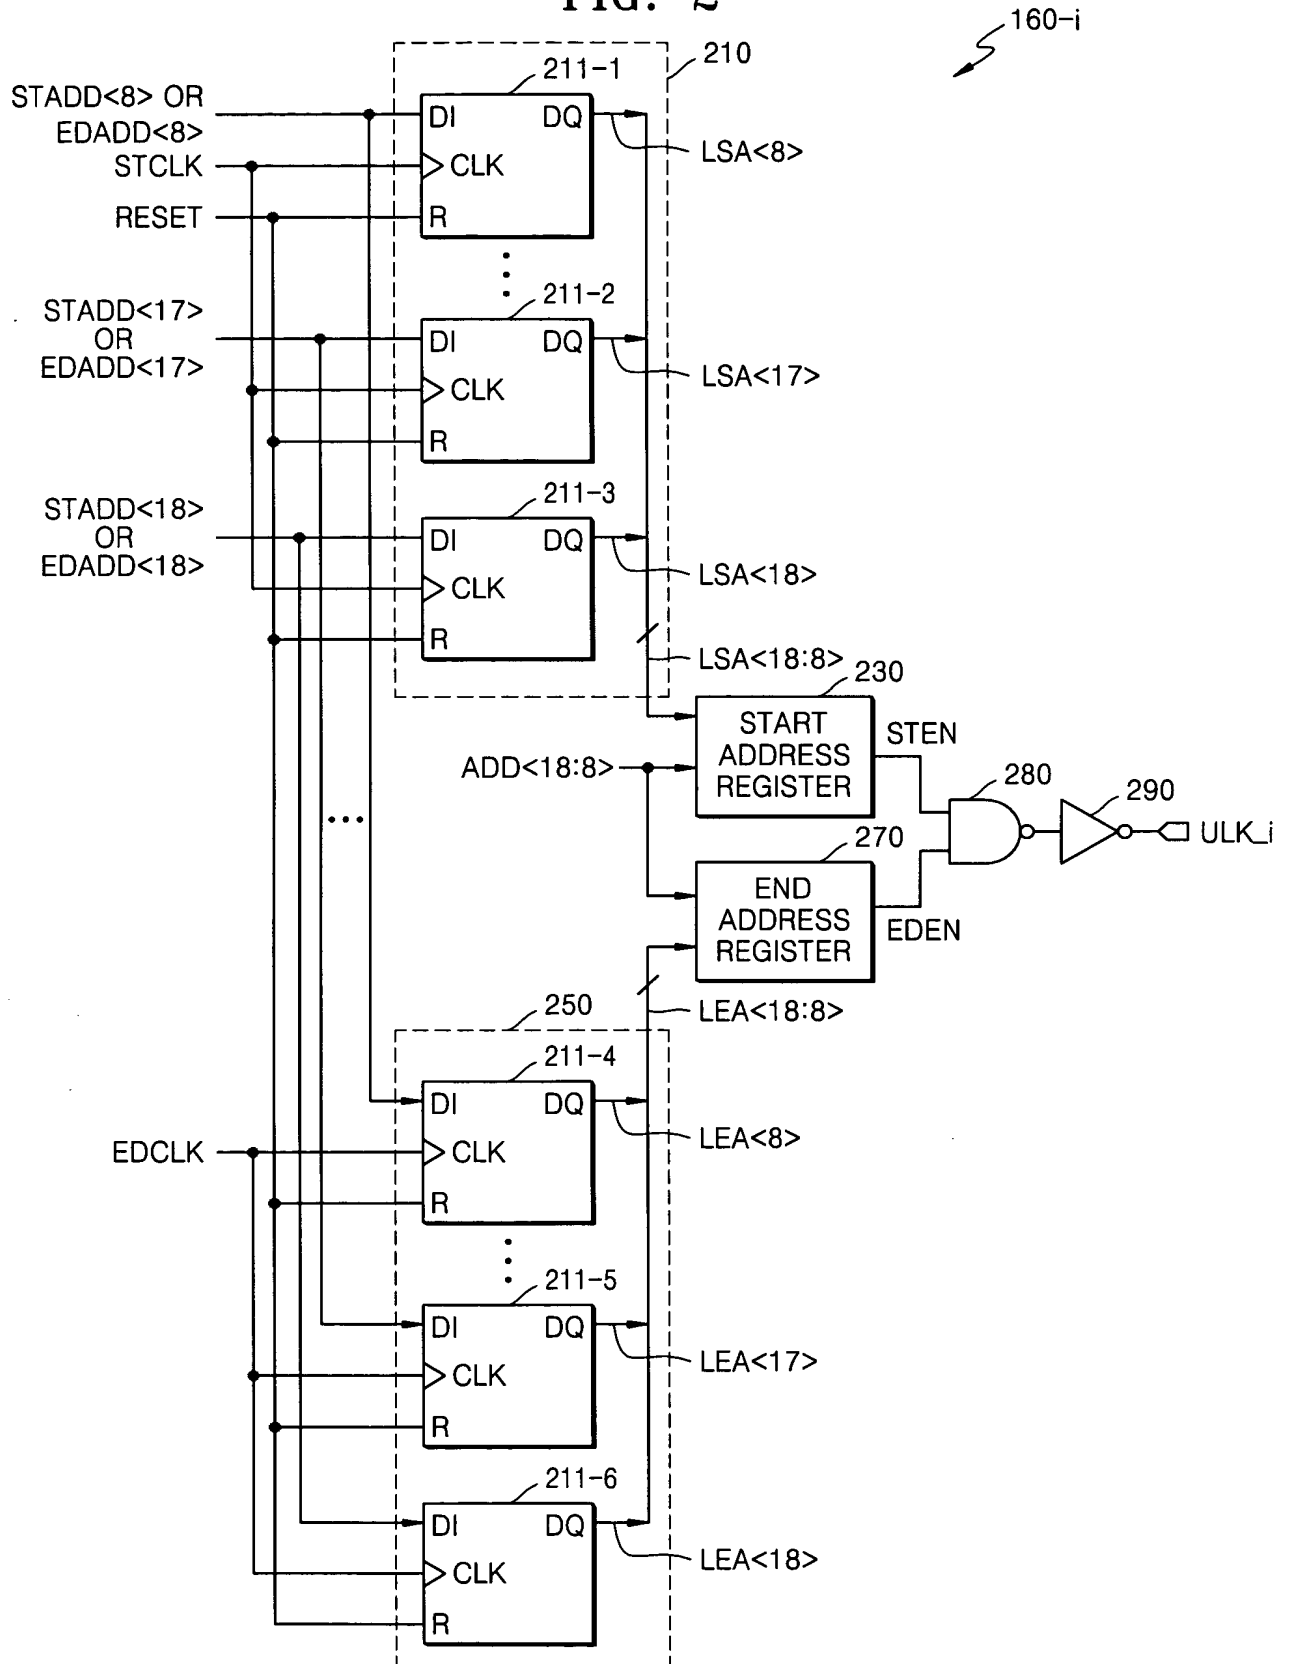 FIG. 2
160-i
210
211-1
STADD<8> OR
EDADD<8>
STCLK
RESET
DI
DQ
CLK
R
LSA<8>
211-2
STADD<17>
OR
EDADD<17>
DI
DQ
CLK
R
LSA<17>
211-3
STADD<18>
OR
EDADD<18>
DI
DQ
CLK
R
LSA<18>
LSA<18:8>
230
START
ADDRESS
REGISTER
STEN
ADD<18:8>
280
290
ULK_i
270
END
ADDRESS
REGISTER
EDEN
LEA<18:8>
250
211-4
DI
DQ
CLK
R
EDCLK
LEA<8>
211-5
DI
DQ
CLK
R
LEA<17>
211-6
DI
DQ
CLK
R
LEA<18>